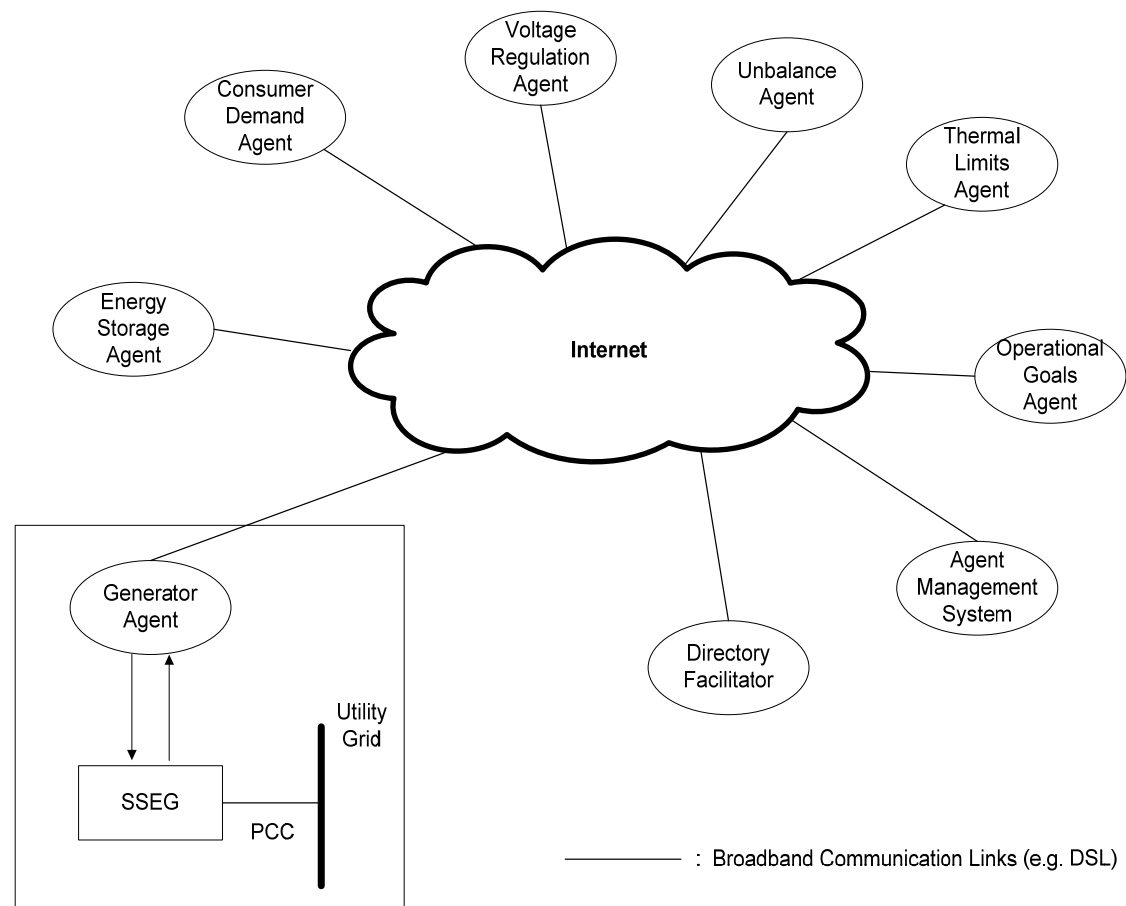 Voltage
Regulation
Agent
Unbalance
Agent
Consumer
Demand
Agent
Thermal
Limits
Agent
Energy
Storage
Agent
Internet
Operational
Goals
Agent
Generator
Agent
Agent
Management
System
Directory
Facilitator
Utility
Grid
SSEG
PCC
: Broadband Communication Links (e.g. DSL)